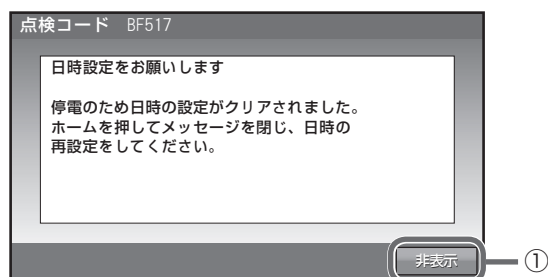 点検コード BF517
日時設定をお願いします
停電のため日時の設定がクリアされました。
ホームを押してメッセージを閉じ、日時の
再設定をしてください。
非表示
①